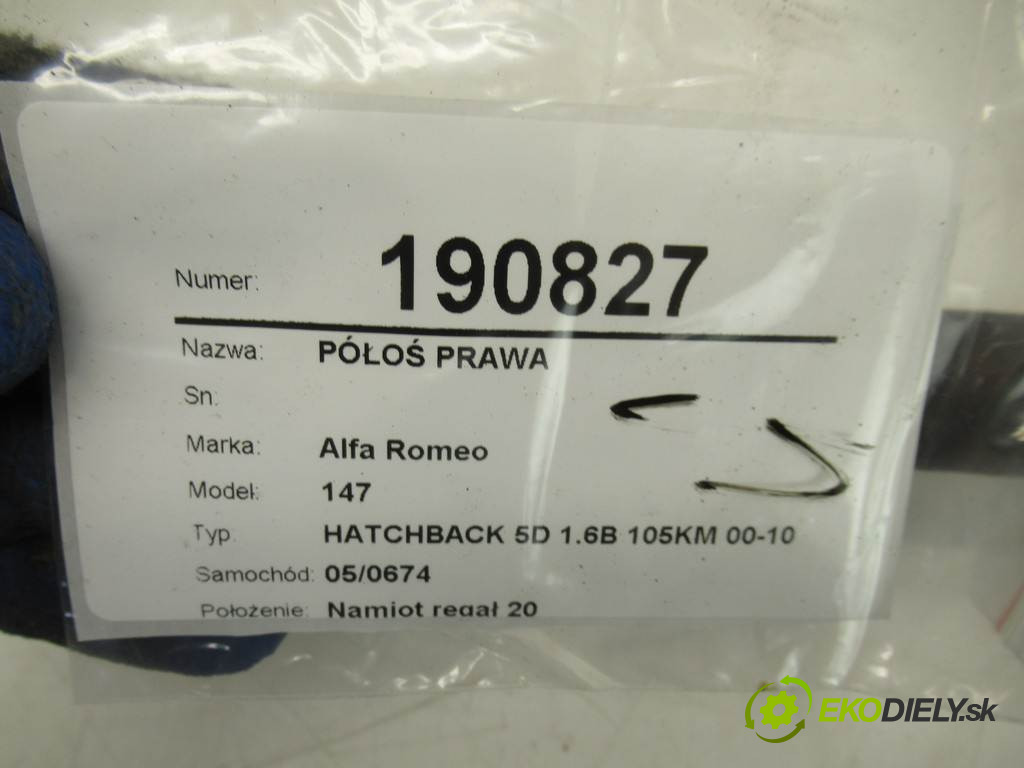 Numer: 190827
Nazwa: PÓŁOŚ PRAWA
Sn:
Marka: Alfa Romeo
Model: 147
Typ: HATCHBACK 5D 1.6B 105KM 00-10
Samochód: 05/0674
Położenie: Namiot regał 20
EKODIELY.sk